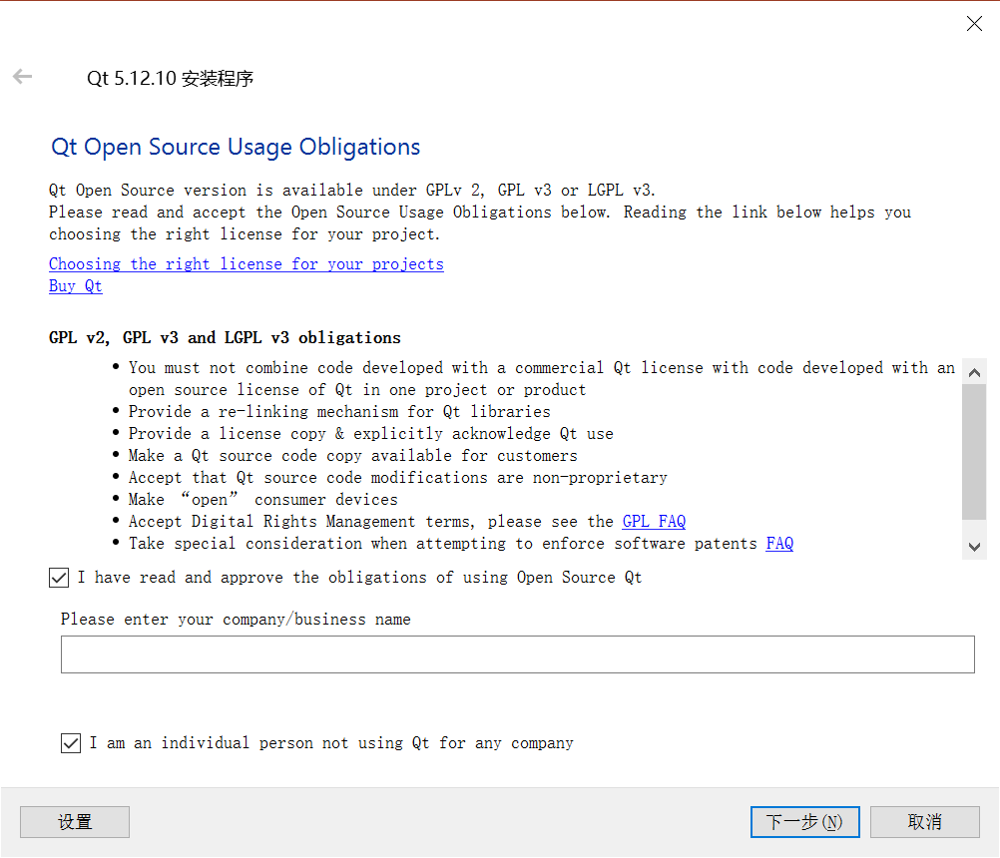 Qt 5.12.10 安装程序
Qt Open Source Usage Obligations
Qt Open Source version is available under GPLv 2, GPL v3 or LGPL v3.
Please read and accept the Open Source Usage Obligations below. Reading the link below helps you
choosing the right license for your project.
Choosing the right license for your projects
Buy Qt
GPL v2, GPL v3 and LGPL v3 obligations
• You must not combine code developed with a commercial Qt license with code developed with an
open source license of Qt in one project or product
• Provide a re-linking mechanism for Qt libraries
• Provide a license copy & explicitly acknowledge Qt use
• Make a Qt source code copy available for customers
• Accept that Qt source code modifications are non-proprietary
• Make “open” consumer devices
• Accept Digital Rights Management terms, please see the GPL FAQ
• Take special consideration when attempting to enforce software patents FAQ
I have read and approve the obligations of using Open Source Qt
Please enter your company/business name
I am an individual person not using Qt for any company
设置 下一步(N) 取消